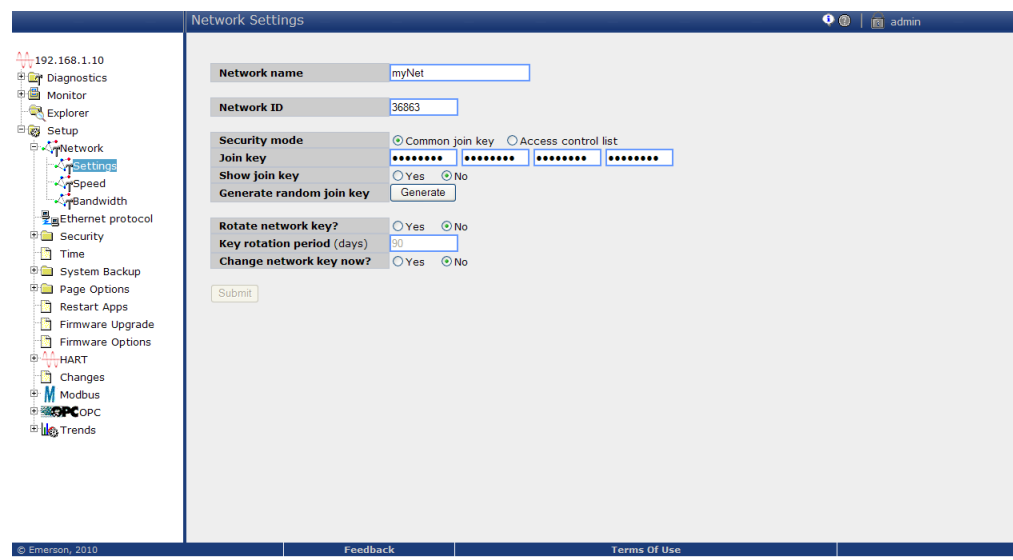 Network Settings
admin
192.168.1.10
Diagnostics
Monitor
Explorer
Setup
Network
Settings
Speed
Bandwidth
Ethernet protocol
Security
Time
System Backup
Page Options
Restart Apps
Firmware Upgrade
Firmware Options
HART
Changes
M Modbus
OPC OPC
Trends
Network name myNet
Network ID 36863
Security mode Common join key Access control list
Join key •••••••• •••••••• •••••••• ••••••••
Show join key Yes No
Generate random join key Generate
Rotate network key? Yes No
Key rotation period (days) 90
Change network key now? Yes No
Submit
© Emerson, 2010 Feedback Terms Of Use